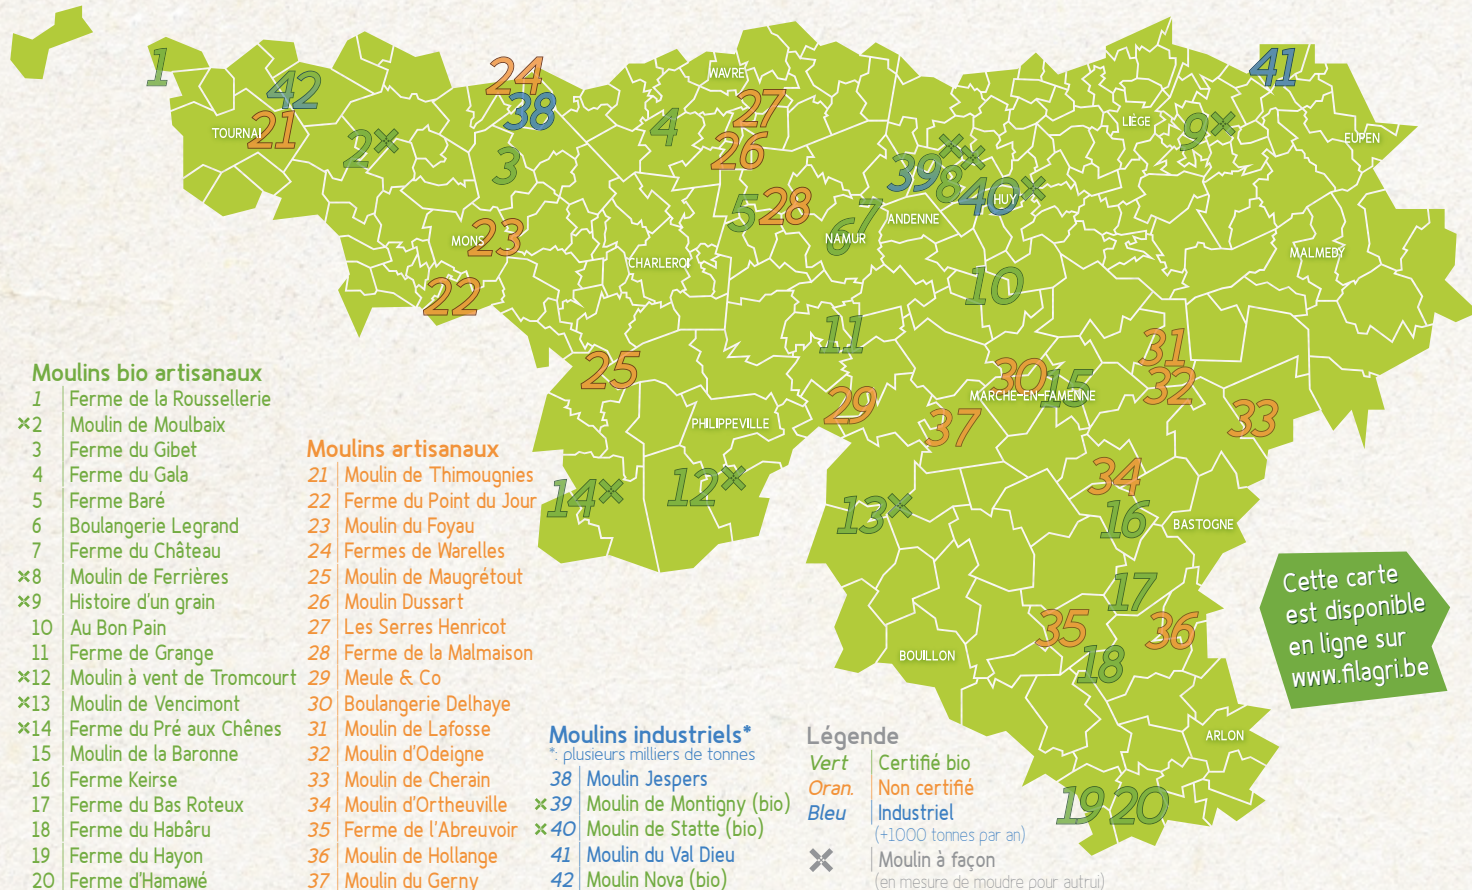 1
42
24
38
WAVRE
27
41
TOURNAI
21
2
3
4
26
39
8
40
HUY
LIÈGE
9
EUPEN
MONS
23
5
28
7
6
NAMUR
ANDENNE
CHARLEROI
MALMEDY
22
10
11
25
29
30
15
MARCHE-EN-FAMENNE
31
32
33
37
PHILIPPEVILLE
14
12
13
34
16
BASTOGNE
17
35
36
18
BOUILLON
ARLON
19
20
Moulins bio artisanaux
1 Ferme de la Roussellerie
×2 Moulin de Moulbaix
3 Ferme du Gibet
4 Ferme du Gala
5 Ferme Baré
6 Boulangerie Legrand
7 Ferme du Château
×8 Moulin de Ferrières
×9 Histoire d'un grain
10 Au Bon Pain
11 Ferme de Grange
×12 Moulin à vent de Tromcourt
×13 Moulin de Vencimont
×14 Ferme du Pré aux Chênes
15 Moulin de la Baronne
16 Ferme Keirse
17 Ferme du Bas Roteux
18 Ferme du Habâru
19 Ferme du Hayon
20 Ferme d'Hamawé
Moulins artisanaux
21 Moulin de Thimougnies
22 Ferme du Point du Jour
23 Moulin du Foyau
24 Fermes de Warelles
25 Moulin de Maugrétout
26 Moulin Dussart
27 Les Serres Henricot
28 Ferme de la Malmaison
29 Meule & Co
30 Boulangerie Delhaye
31 Moulin de Lafosse
32 Moulin d'Odeigne
33 Moulin de Cherain
34 Moulin d'Ortheuville
35 Ferme de l'Abreuvoir
36 Moulin de Hollange
37 Moulin du Gerny
Moulins industriels*
*: plusieurs milliers de tonnes
38 Moulin Jespers
×39 Moulin de Montigny (bio)
×40 Moulin de Statte (bio)
41 Moulin du Val Dieu
42 Moulin Nova (bio)
Légende
Vert Certifié bio
Oran. Non certifié
Bleu Industriel
(+1000 tonnes par an)
× Moulin à façon
(en mesure de moudre pour autrui)
Cette carte
est disponible
en ligne sur
www.filagri.be